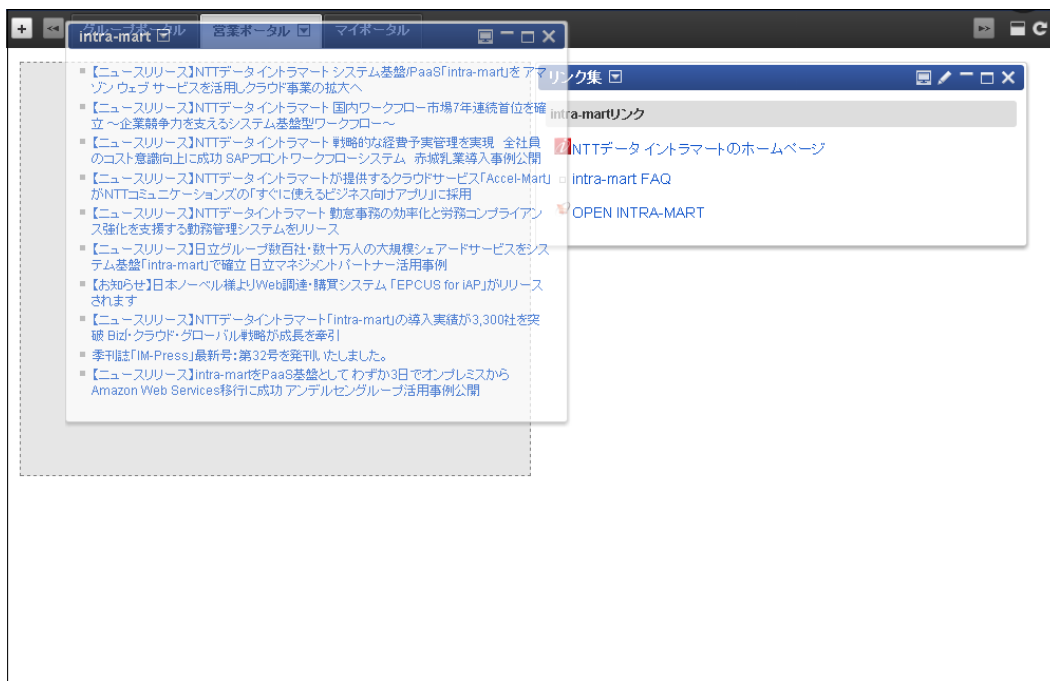 グループポータル
営業ポータル
マイポータル
intra-mart
【ニュースリリース】NTTデータイントラマート システム基盤/PaaS「intra-mart」を アマ
ゾン ウェブ サービスを活用しクラウド事業の拡大へ
【ニュースリリース】NTTデータイントラマート 国内ワークフロー市場7年連続首位を確
立 ～企業競争力を支えるシステム基盤型ワークフロー～
【ニュースリリース】NTTデータイントラマート 戦略的な経費予実管理を実現 全社員
のコスト意識向上に成功 SAPフロントワークフローシステム 赤城乳業導入事例公開
【ニュースリリース】NTTデータイントラマートが提供するクラウドサービス「Accel-Mart」
がNTTコミュニケーションズの「すぐに使えるビジネス向けアプリ」に採用
【ニュースリリース】NTTデータイントラマート 勤怠事務の効率化と労務コンプライアン
ス強化を支援する勤務管理システムをリリース
【ニュースリリース】日立グループ数百社・数十万人の大規模シェアードサービスをシス
テム基盤「intra-mart」で確立 日立マネジメントパートナー活用事例
【お知らせ】日本ノーベル様よりWeb調達・購買システム 「EPCUS for iAP」がリリース
されます
【ニュースリリース】NTTデータイントラマート「intra-mart」の導入実績が3,300社を突
破 Biz∫・クラウド・グローバル戦略が成長を牽引
季刊誌「IM-Press」最新号：第32号を発刊いたしました。
【ニュースリリース】intra-martをPaaS基盤として わずか3日でオンプレミスから
Amazon Web Services移行に成功 アンデルセングループ活用事例公開
リンク集
intra-martリンク
NTTデータ イントラマートのホームページ
intra-mart FAQ
OPEN INTRA-MART